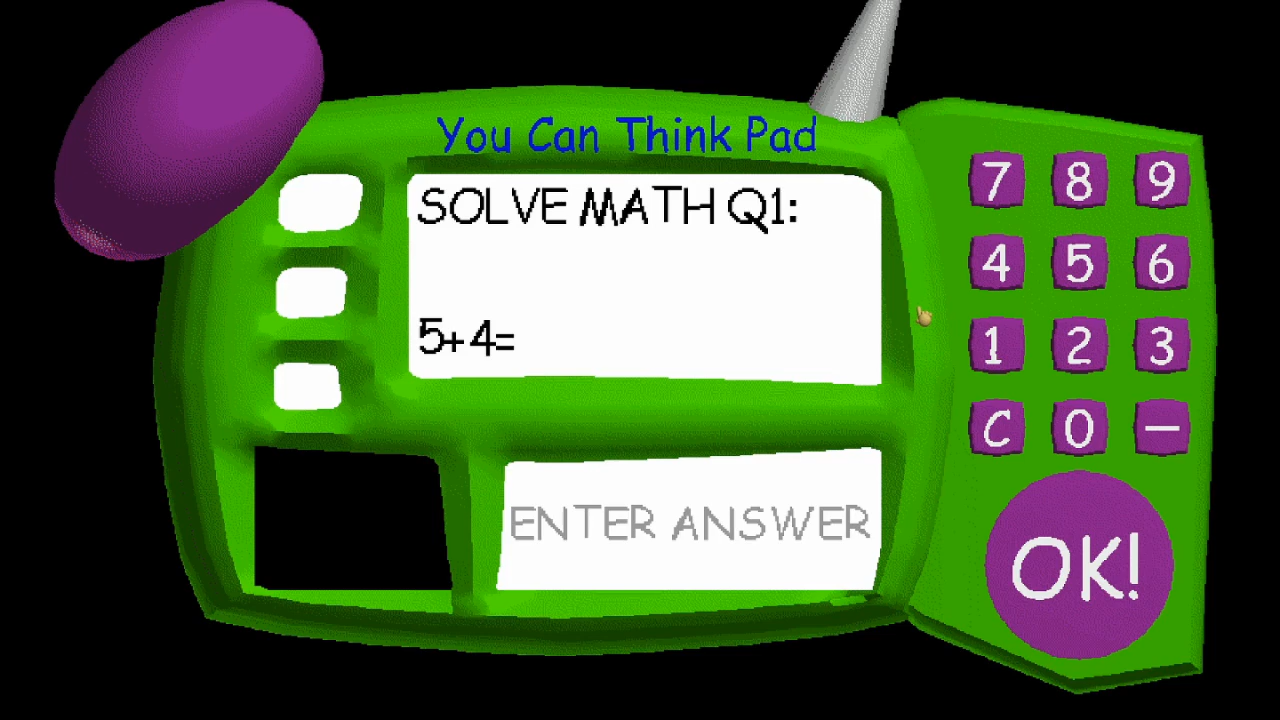 You Can Think Pad
SOLVE MATH Q1:
5+4=
ENTER ANSWER
7 8 9
4 5 6
1 2 3
C 0 —
OK!